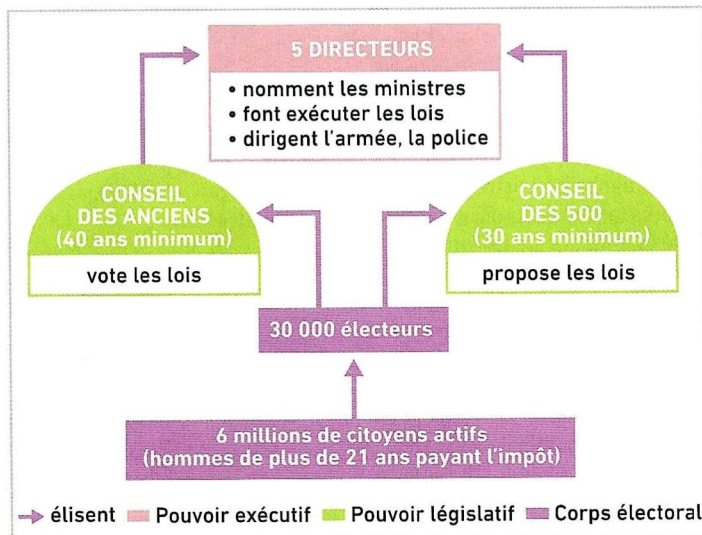 5 DIRECTEURS
• nomment les ministres
• font exécuter les lois
• dirigent l'armée, la police
CONSEIL
DES ANCIENS
(40 ans minimum)
vote les lois
CONSEIL
DES 500
(30 ans minimum)
propose les lois
30 000 électeurs
6 millions de citoyens actifs
(hommes de plus de 21 ans payant l'impôt)
élisent Pouvoir exécutif Pouvoir législatif Corps électoral